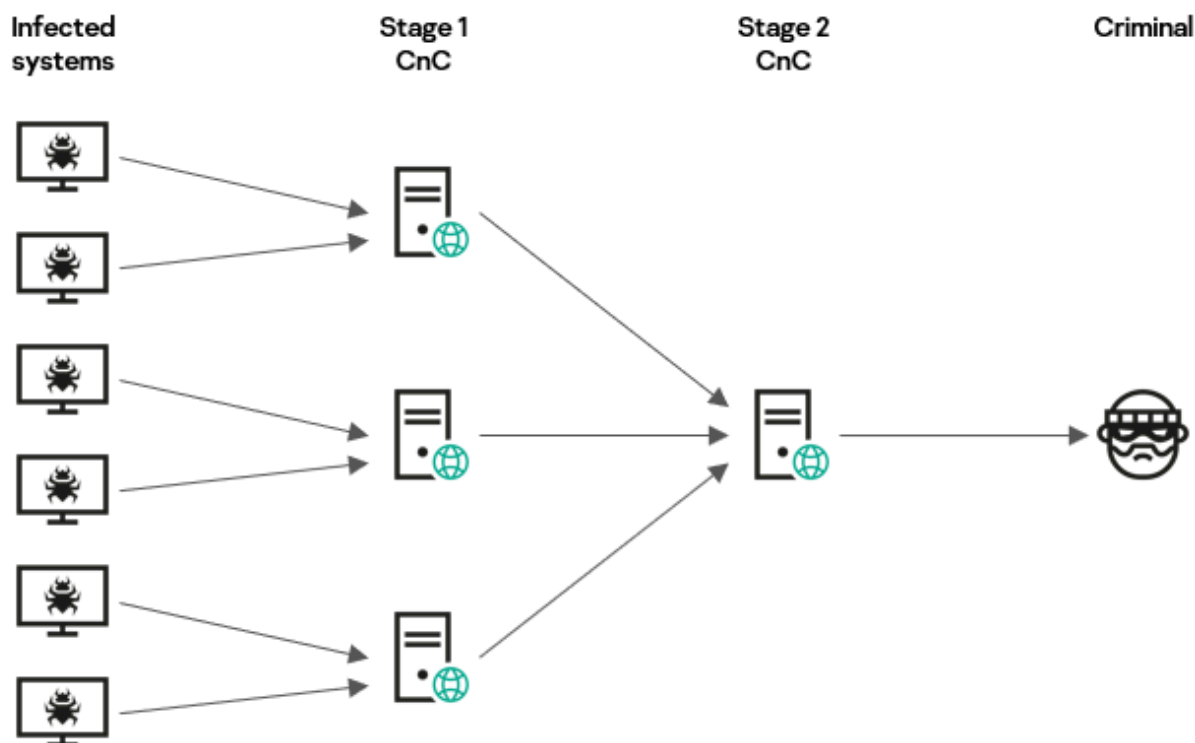 Infected
systems
Stage 1
CnC
Stage 2
CnC
Criminal